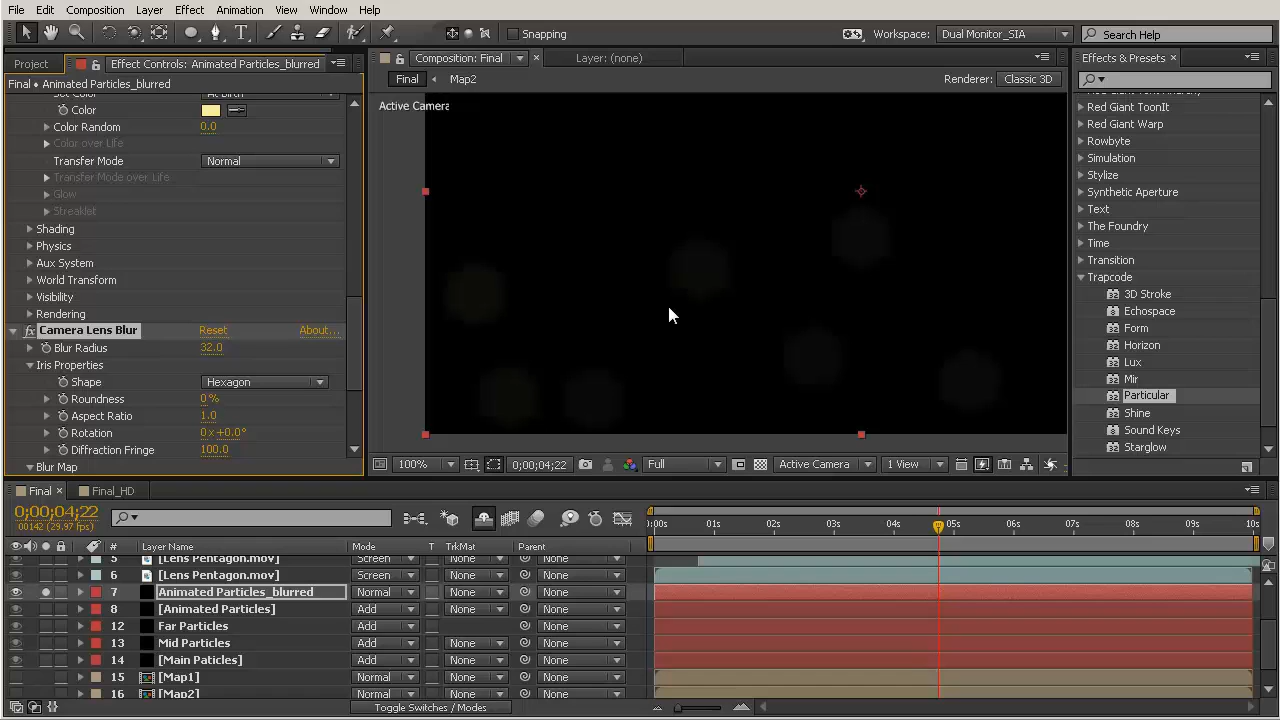 File Edit Composition Layer Effect Animation View Window Help
Snapping Workspace: Dual Monitor_SIA Search Help
Project Effect Controls: Animated Particles_blurred
Final • Animated Particles_blurred
Set Color At Birth
Color
Color Random 0.0
Color over Life
Transfer Mode Normal
Transfer Mode over Life
Glow
Streaklet
Shading
Physics
Aux System
World Transform
Visibility
Rendering
fx Camera Lens Blur Reset About...
Blur Radius 32.0
Iris Properties
Shape Hexagon
Roundness 0 %
Aspect Ratio 1.0
Rotation 0 x +0.0°
Diffraction Fringe 100.0
Blur Map
Composition: Final Layer: (none)
Final Map2 Renderer: Classic 3D
Active Camera
100% 0;00;04;22 Full Active Camera 1 View
Effects & Presets
Red Giant ToonIt
Red Giant Warp
Rowbyte
Simulation
Stylize
Synthetic Aperture
Text
The Foundry
Time
Transition
Trapcode
3D Stroke
Echospace
Form
Horizon
Lux
Mir
Particular
Shine
Sound Keys
Starglow
Final Final_HD
0;00;04;22
00142 (29.97 fps)
0:00s 01s 02s 03s 04s 05s 06s 07s 08s 09s 10s
# Layer Name Mode T TrkMat Parent
5 [Lens Pentagon.mov] Screen None None
6 [Lens Pentagon.mov] Screen None None
7 Animated Particles_blurred Normal None None
8 [Animated Particles] Add None None
12 Far Particles Add None
13 Mid Particles Add None None
14 [Main Paticles] Add None None
15 [Map1] Normal None None
16 [Map2] Normal None None
Toggle Switches / Modes